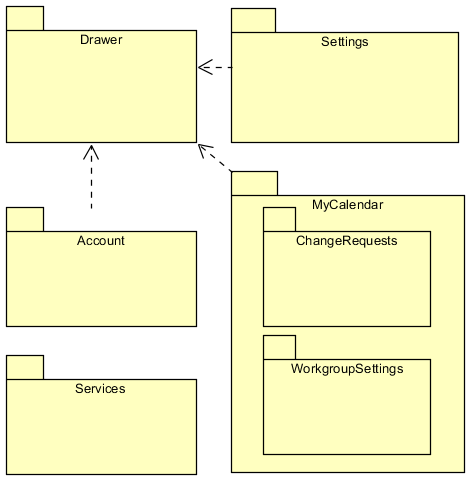 Drawer
Settings
Account
MyCalendar
ChangeRequests
Services
WorkgroupSettings